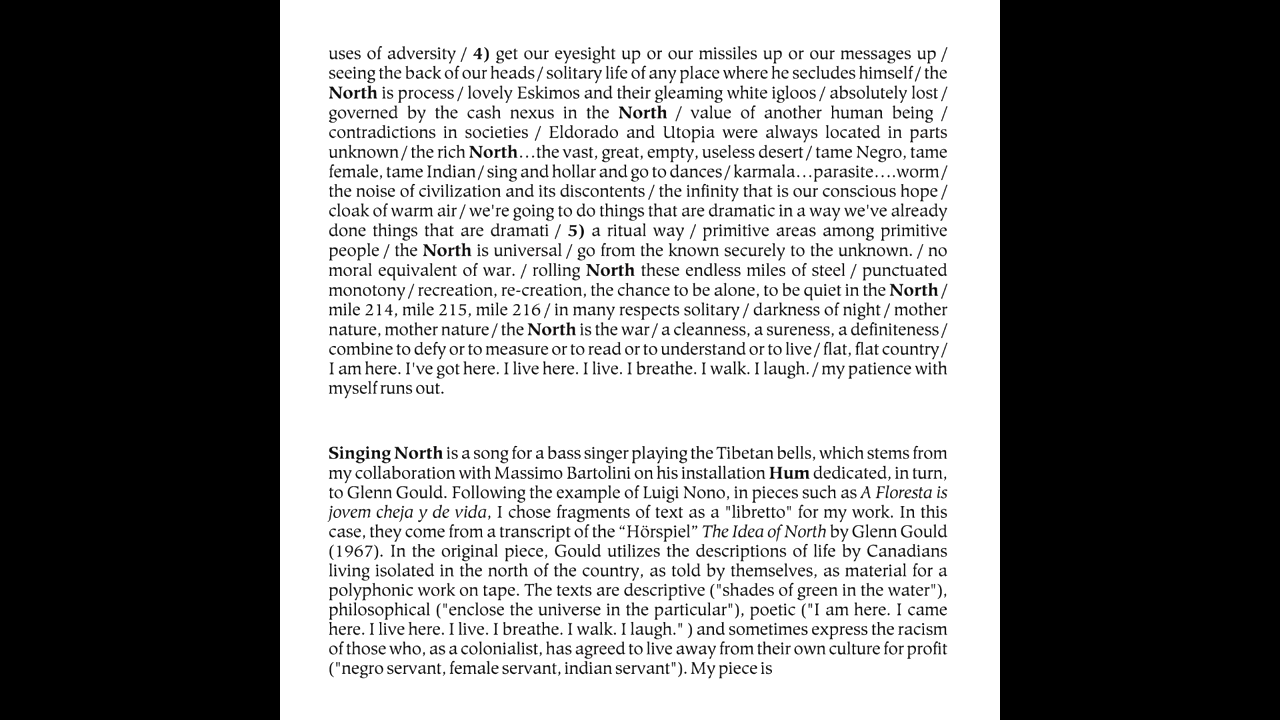 uses of adversity / 4) get our eyesight up or our missiles up or our messages up /
seeing the back of our heads / solitary life of any place where he secludes himself / the
North is process / lovely Eskimos and their gleaming white igloos / absolutely lost /
governed by the cash nexus in the North / value of another human being /
contradictions in societies / Eldorado and Utopia were always located in parts
unknown / the rich North…the vast, great, empty, useless desert / tame Negro, tame
female, tame Indian / sing and hollar and go to dances / karmala…parasite….worm /
the noise of civilization and its discontents / the infinity that is our conscious hope /
cloak of warm air / we're going to do things that are dramatic in a way we've already
done things that are dramati / 5) a ritual way / primitive areas among primitive
people / the North is universal / go from the known securely to the unknown. / no
moral equivalent of war. / rolling North these endless miles of steel / punctuated
monotony / recreation, re-creation, the chance to be alone, to be quiet in the North /
mile 214, mile 215, mile 216 / in many respects solitary / darkness of night / mother
nature, mother nature / the North is the war / a cleanness, a sureness, a definiteness /
combine to defy or to measure or to read or to understand or to live / flat, flat country /
I am here. I've got here. I live here. I live. I breathe. I walk. I laugh. / my patience with
myself runs out.
Singing North is a song for a bass singer playing the Tibetan bells, which stems from
my collaboration with Massimo Bartolini on his installation Hum dedicated, in turn,
to Glenn Gould. Following the example of Luigi Nono, in pieces such as A Floresta is
jovem cheja y de vida, I chose fragments of text as a "libretto" for my work. In this
case, they come from a transcript of the “Hörspiel” The Idea of North by Glenn Gould
(1967). In the original piece, Gould utilizes the descriptions of life by Canadians
living isolated in the north of the country, as told by themselves, as material for a
polyphonic work on tape. The texts are descriptive ("shades of green in the water"),
philosophical ("enclose the universe in the particular"), poetic ("I am here. I came
here. I live here. I live. I breathe. I walk. I laugh." ) and sometimes express the racism
of those who, as a colonialist, has agreed to live away from their own culture for profit
("negro servant, female servant, indian servant"). My piece is